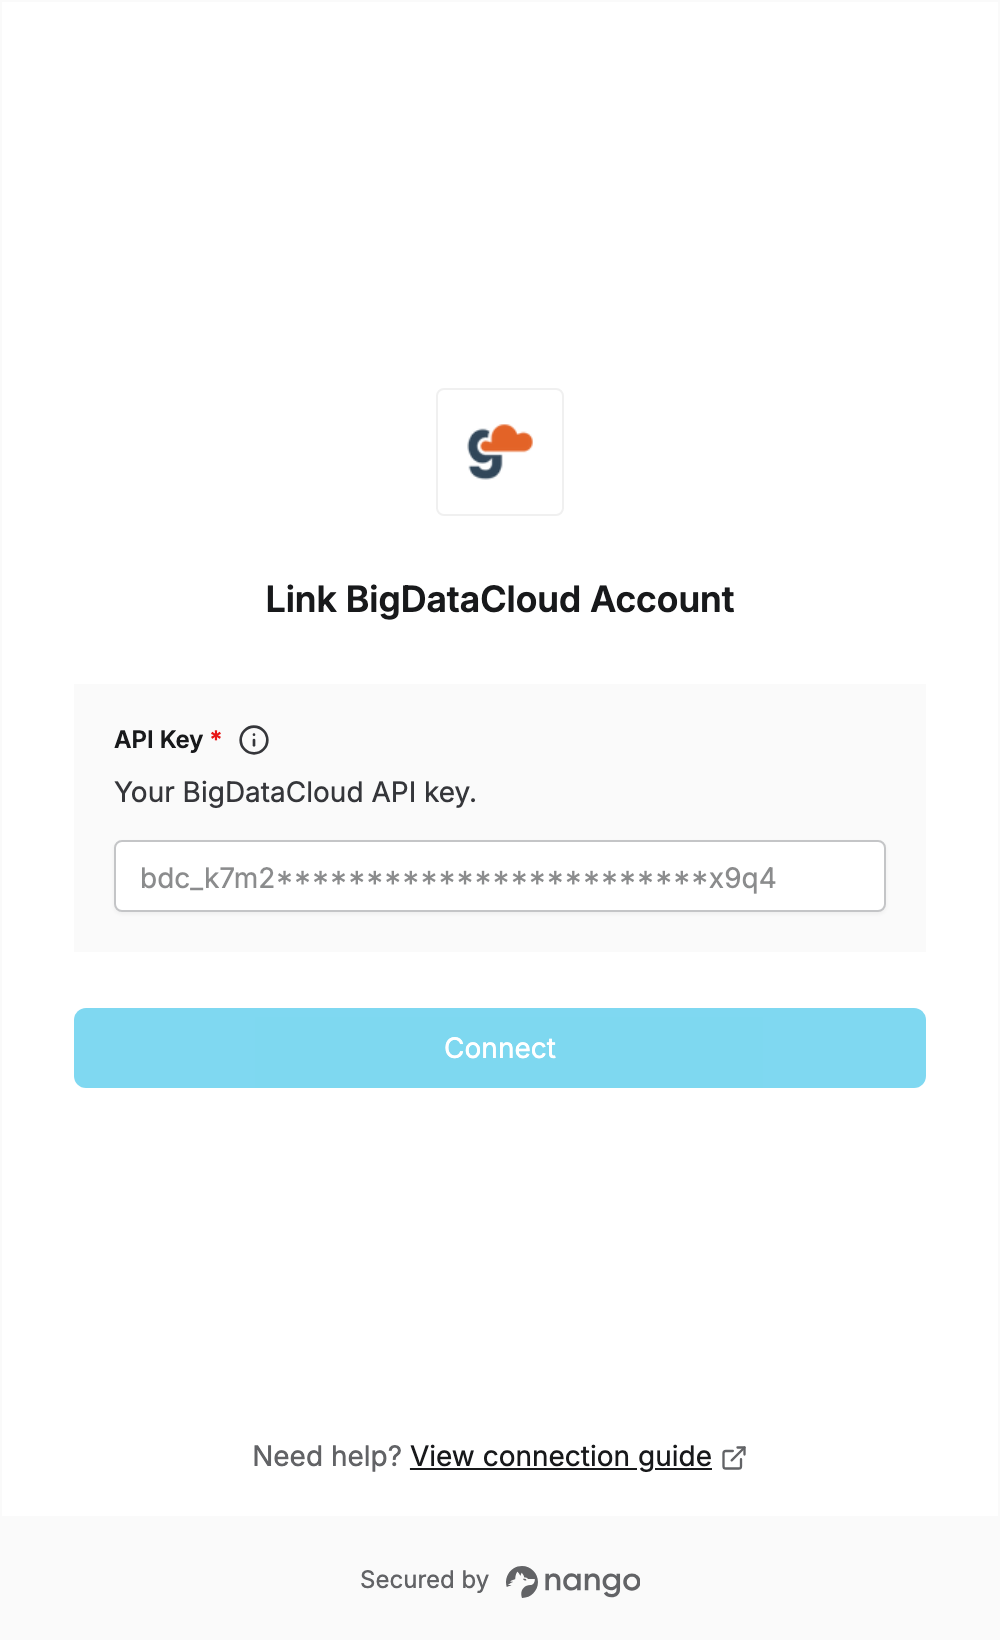 Link BigDataCloud Account
API Key *
Your BigDataCloud API key.
bdc_k7m2************************x9q4
Connect
Need help? View connection guide
Secured by nango